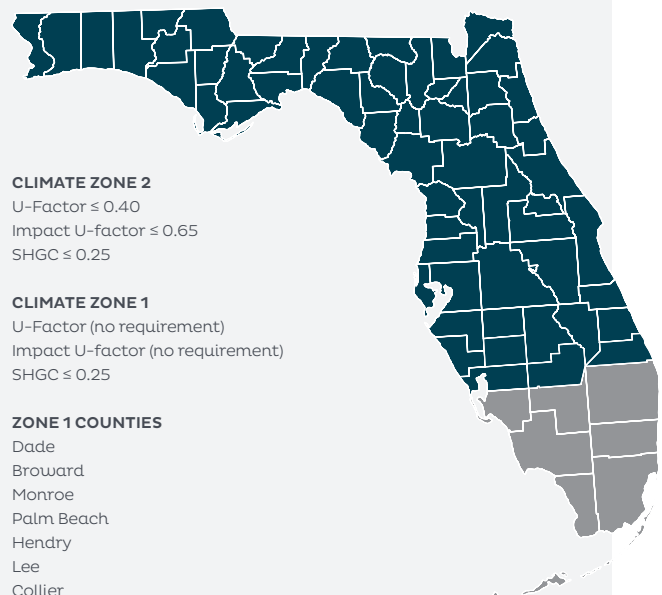 CLIMATE ZONE 2
U-Factor ≤ 0.40
Impact U-factor ≤ 0.65
SHGC ≤ 0.25
CLIMATE ZONE 1
U-Factor (no requirement)
Impact U-factor (no requirement)
SHGC ≤ 0.25
ZONE 1 COUNTIES
Dade
Broward
Monroe
Palm Beach
Hendry
Lee
Collier